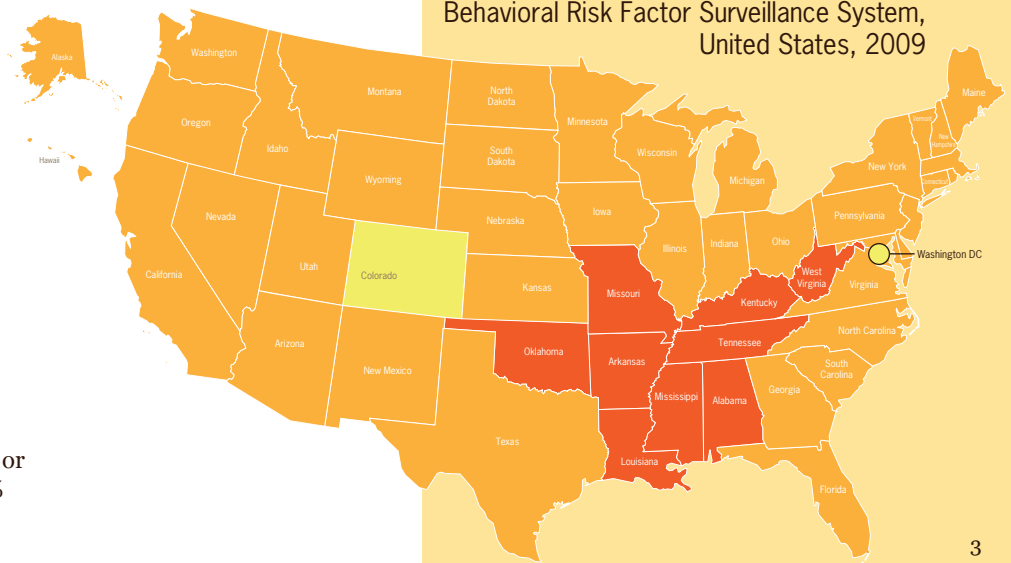 Behavioral Risk Factor Surveillance System,
United States, 2009
Alaska
Hawaii
Washington
Oregon
Idaho
Montana
Wyoming
Nevada
California
Utah
Colorado
Arizona
New Mexico
North
Dakota
South
Dakota
Nebraska
Kansas
Oklahoma
Texas
Minnesota
Iowa
Missouri
Arkansas
Louisiana
Wisconsin
Illinois
Michigan
Indiana
Ohio
Kentucky
Tennessee
Mississippi
Alabama
West
Virginia
Virginia
North Carolina
South
Carolina
Georgia
Florida
Pennsylvania
New York
Vermont
New
Hampshire
Maine
Connecticut
Washington DC
or
3